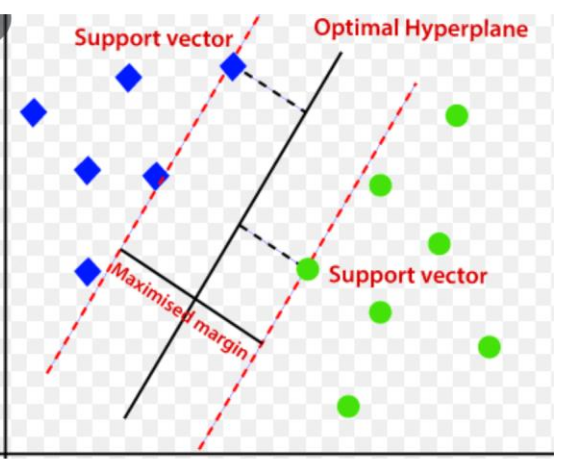 Support vector
Optimal Hyperplane
Support vector
Maximised margin